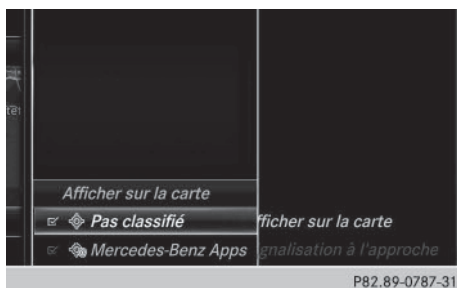 Afficher sur la carte
Pas classifié
fficher sur la carte
Mercedes-Benz Apps
gnalisation à l'approche
P82.89-0787-31